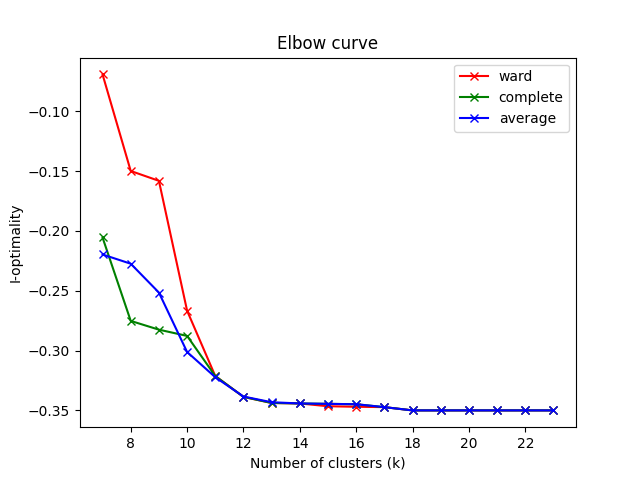 Elbow curve
ward
complete
average
−0.10
−0.15
−0.20
−0.25
−0.30
−0.35
I-optimality
8 10 12 14 16 18 20 22
Number of clusters (k)